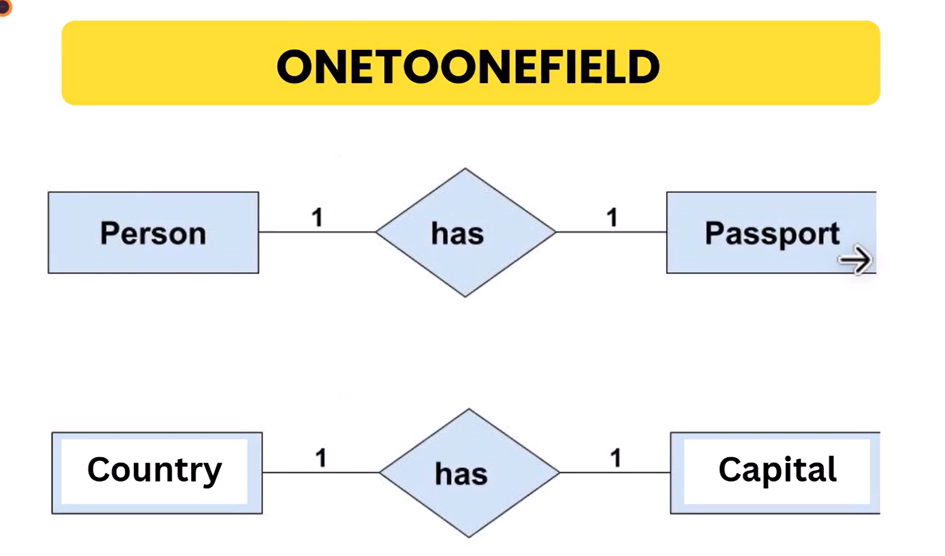 ONETOONEFIELD
Person 1 has 1 Passport
Country 1 has 1 Capital